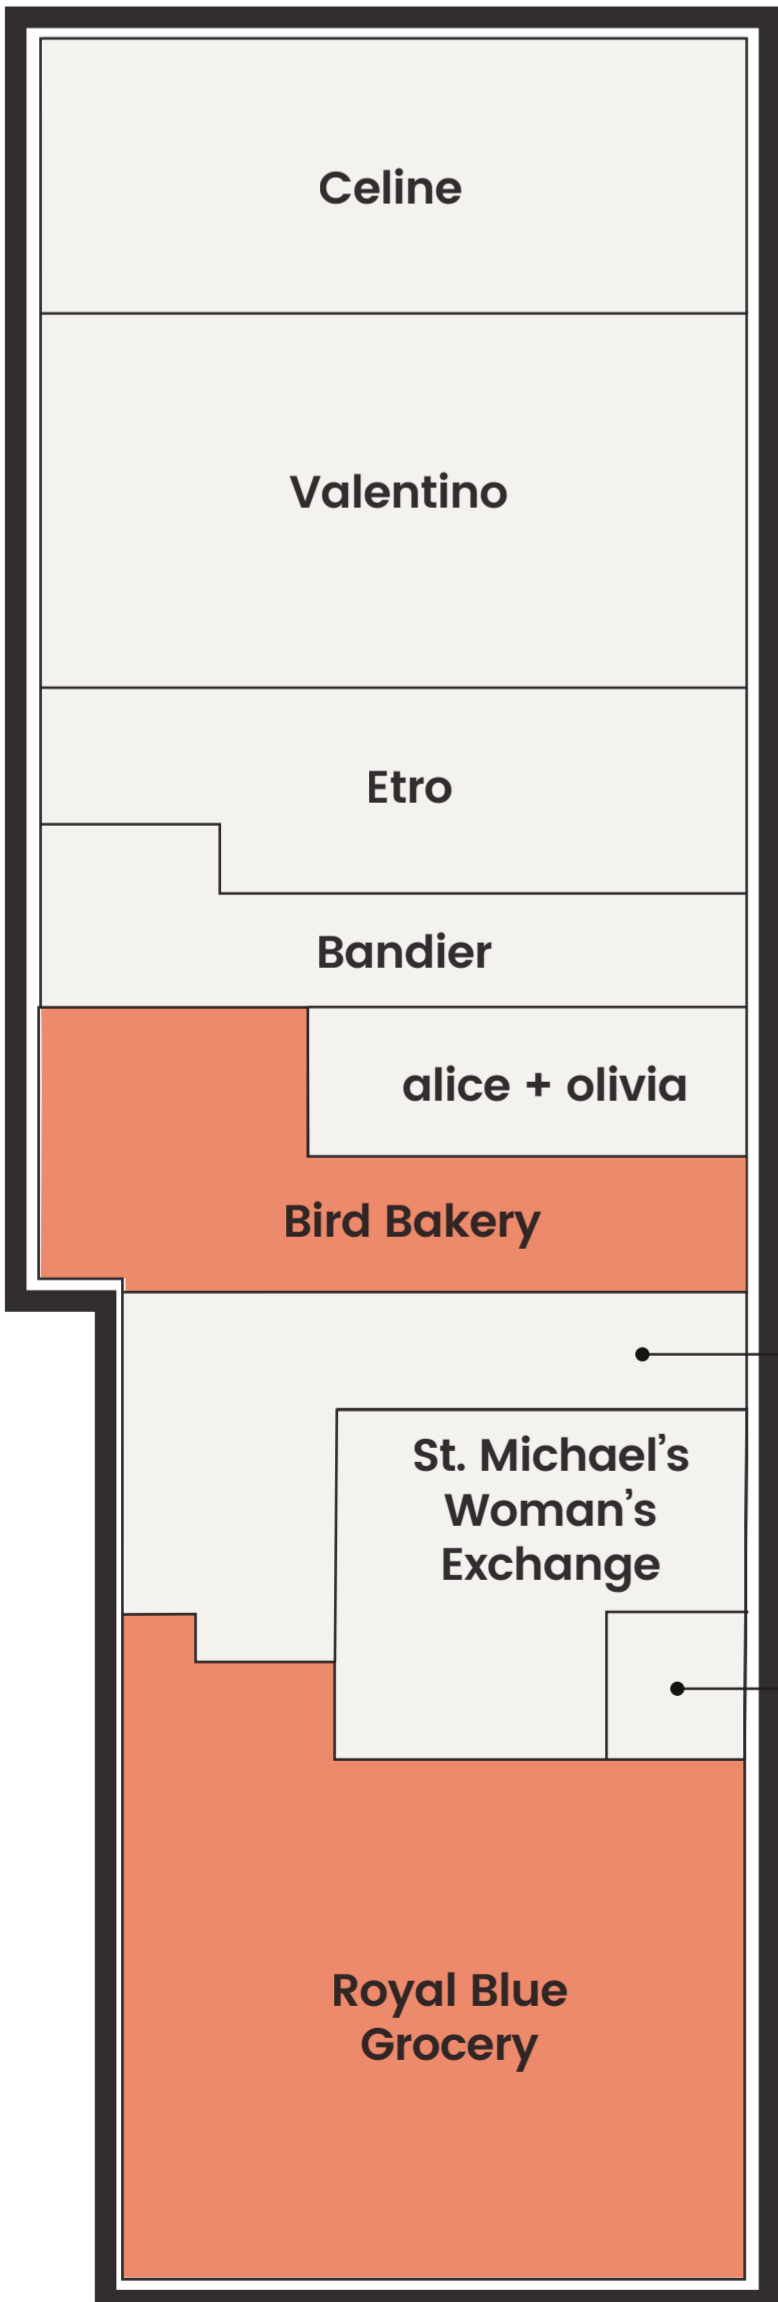 Celine
Valentino
Etro
Bandier
alice + olivia
Bird Bakery
St. Michael’s
Woman’s
Exchange
Royal Blue
Grocery